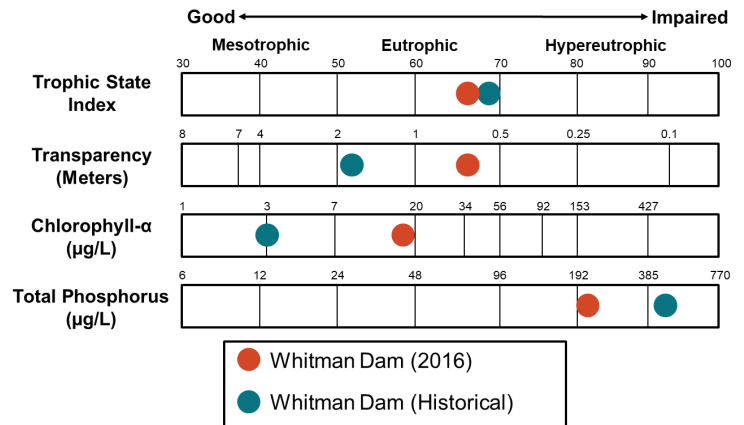 Good Impaired
Mesotrophic Eutrophic Hypereutrophic
30 40 50 60 70 80 90 100
Trophic State
Index
8 7 4 2 1 0.5 0.25 0.1
Transparency
(Meters)
1 3 7 20 34 56 92 153 427
Chlorophyll-α
(µg/L)
6 12 24 48 96 192 385 770
Total Phosphorus
(µg/L)
Whitman Dam (2016)
Whitman Dam (Historical)